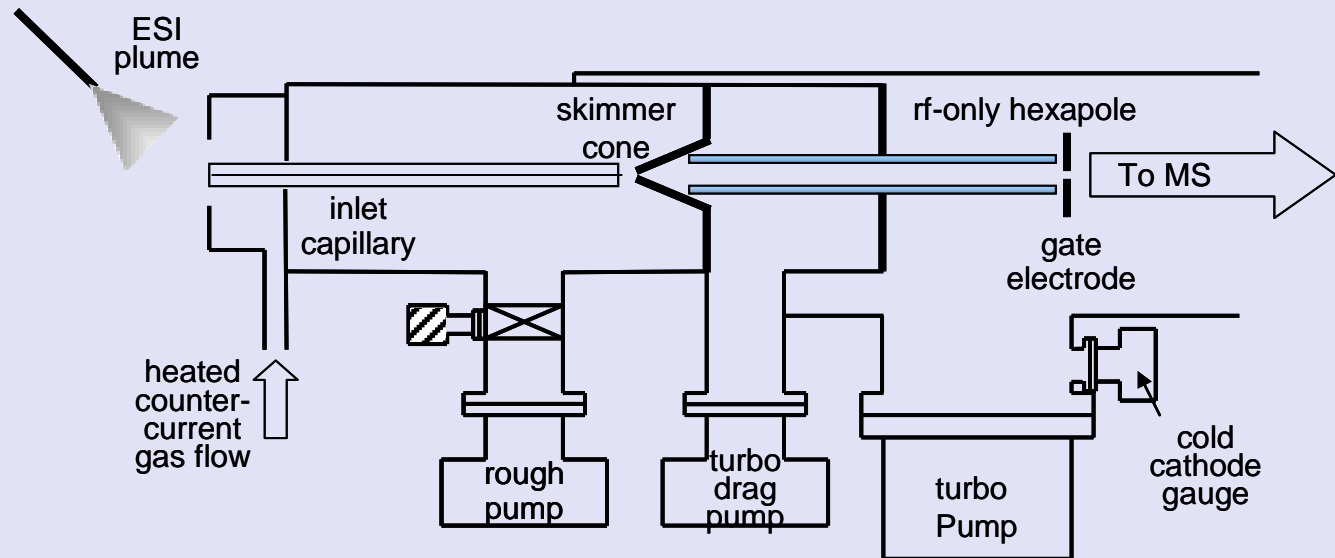 ESI
plume
skimmer
cone
rf-only hexapole
To MS
inlet
capillary
gate
electrode
heated
counter-
current
gas flow
rough
pump
turbo
drag
pump
turbo
Pump
cold
cathode
gauge